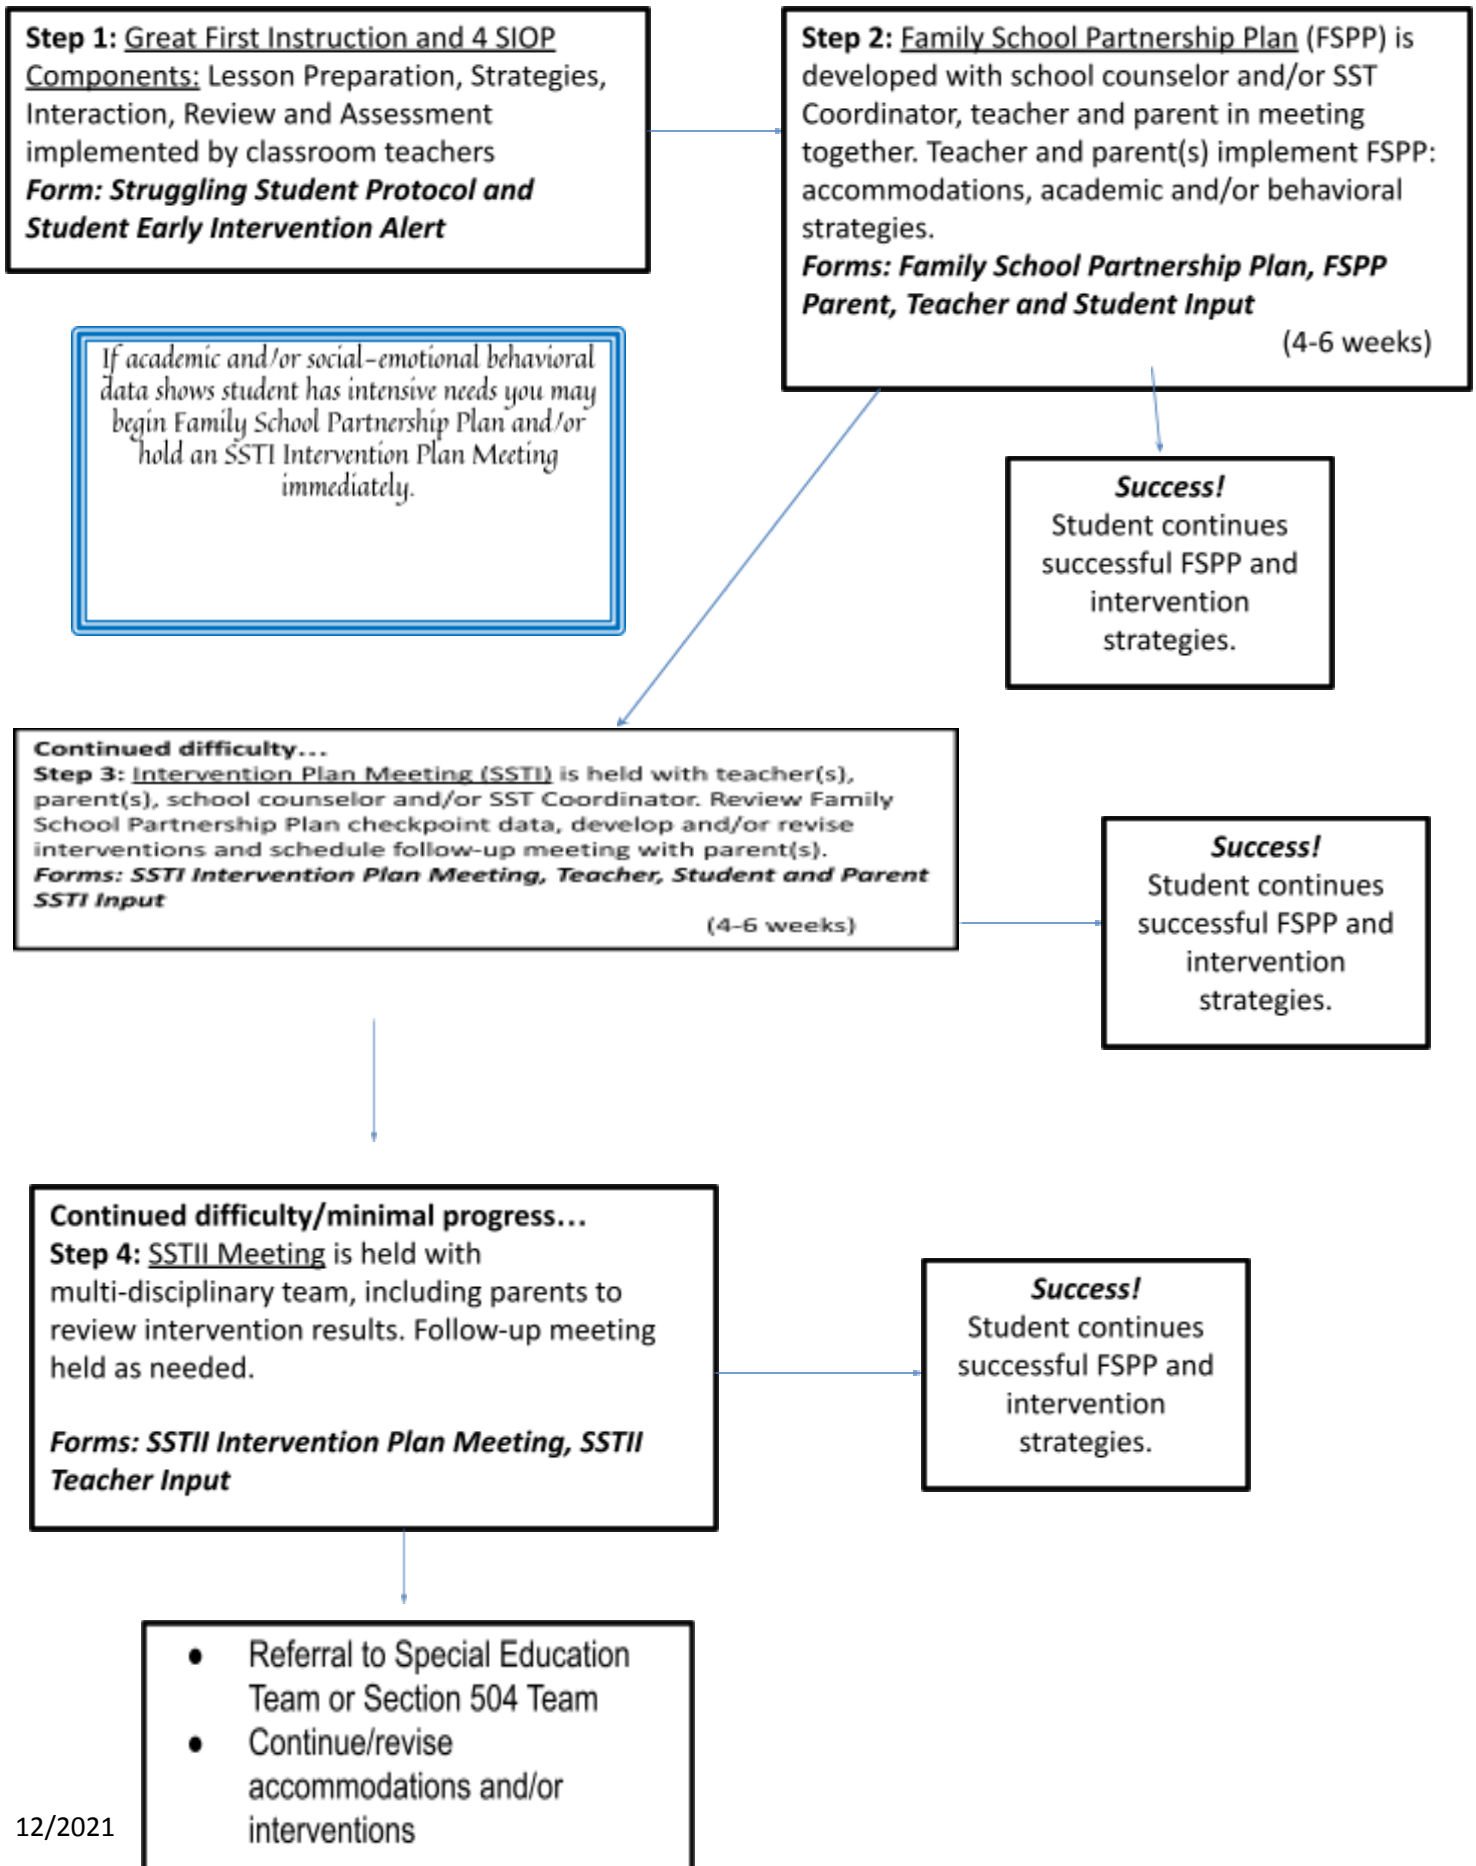 Step 1: Great First Instruction and 4 SIOP
Components: Lesson Preparation, Strategies,
Interaction, Review and Assessment
implemented by classroom teachers
Form: Struggling Student Protocol and
Student Early Intervention Alert
Step 2: Family School Partnership Plan (FSPP) is
developed with school counselor and/or SST
Coordinator, teacher and parent in meeting
together. Teacher and parent(s) implement FSPP:
accommodations, academic and/or behavioral
strategies.
Forms: Family School Partnership Plan, FSPP
Parent, Teacher and Student Input
(4-6 weeks)
If academic and/or social-emotional behavioral
data shows student has intensive needs you may
begin Family School Partnership Plan and/or
hold an SSTI Intervention Plan Meeting
immediately.
Success!
Student continues
successful FSPP and
intervention
strategies.
Continued difficulty…
Step 3: Intervention Plan Meeting (SSTI) is held with teacher(s),
parent(s), school counselor and/or SST Coordinator. Review Family
School Partnership Plan checkpoint data, develop and/or revise
interventions and schedule follow-up meeting with parent(s).
Forms: SSTI Intervention Plan Meeting, Teacher, Student and Parent
SSTI Input
(4-6 weeks)
Success!
Student continues
successful FSPP and
intervention
strategies.
Continued difficulty/minimal progress…
Step 4: SSTII Meeting is held with
multi-disciplinary team, including parents to
review intervention results. Follow-up meeting
held as needed.
Forms: SSTII Intervention Plan Meeting, SSTII
Teacher Input
Success!
Student continues
successful FSPP and
intervention
strategies.
● Referral to Special Education
Team or Section 504 Team
● Continue/revise
accommodations and/or
interventions
12/2021